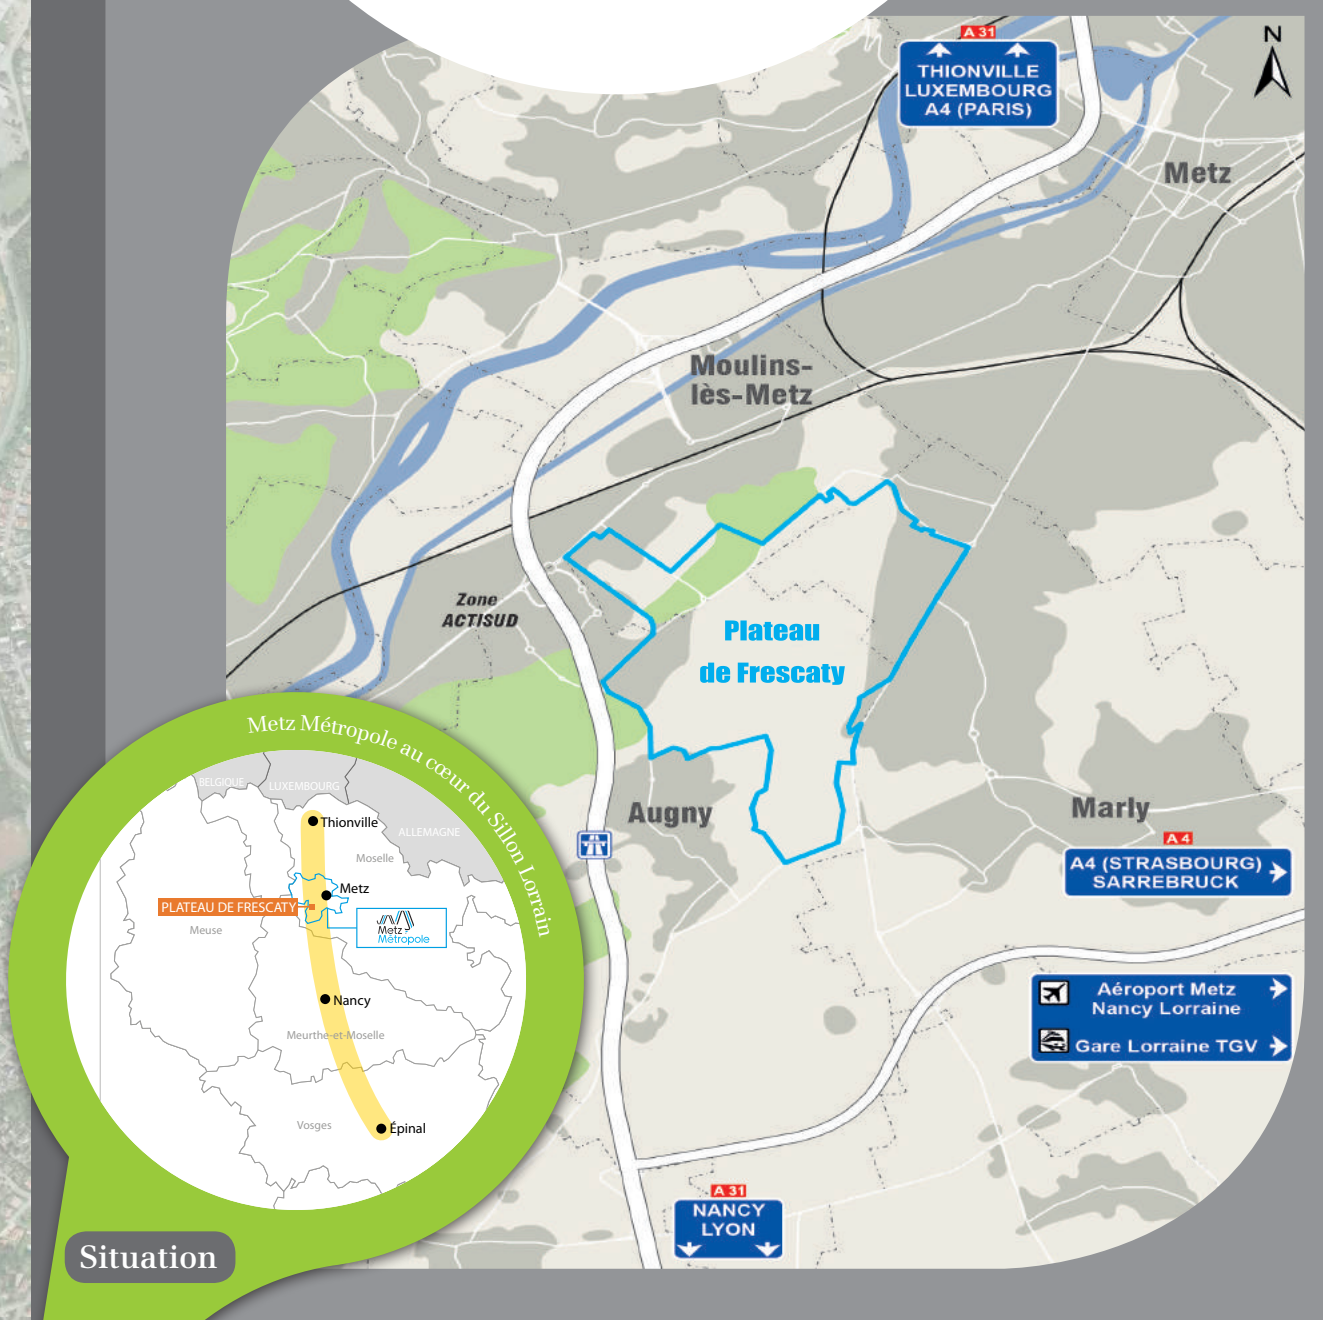 A 31
THIONVILLE
LUXEMBOURG
A4 (PARIS)
N
Metz
Moulins-
lès-Metz
Zone
ACTISUD
Plateau
de Frescaty
Augny
Marly
A 4
A4 (STRASBOURG)
SARREBRUCK
Aéroport Metz
Nancy Lorraine
Gare Lorraine TGV
A 31
NANCY
LYON
Metz Métropole au cœur du Sillon Lorrain
BELGIQUE
LUXEMBOURG
ALLEMAGNE
Thionville
Moselle
Metz
PLATEAU DE FRESCATY
Meuse
Metz
Métropole
Nancy
Meurthe-et-Moselle
Vosges
Épinal
Situation